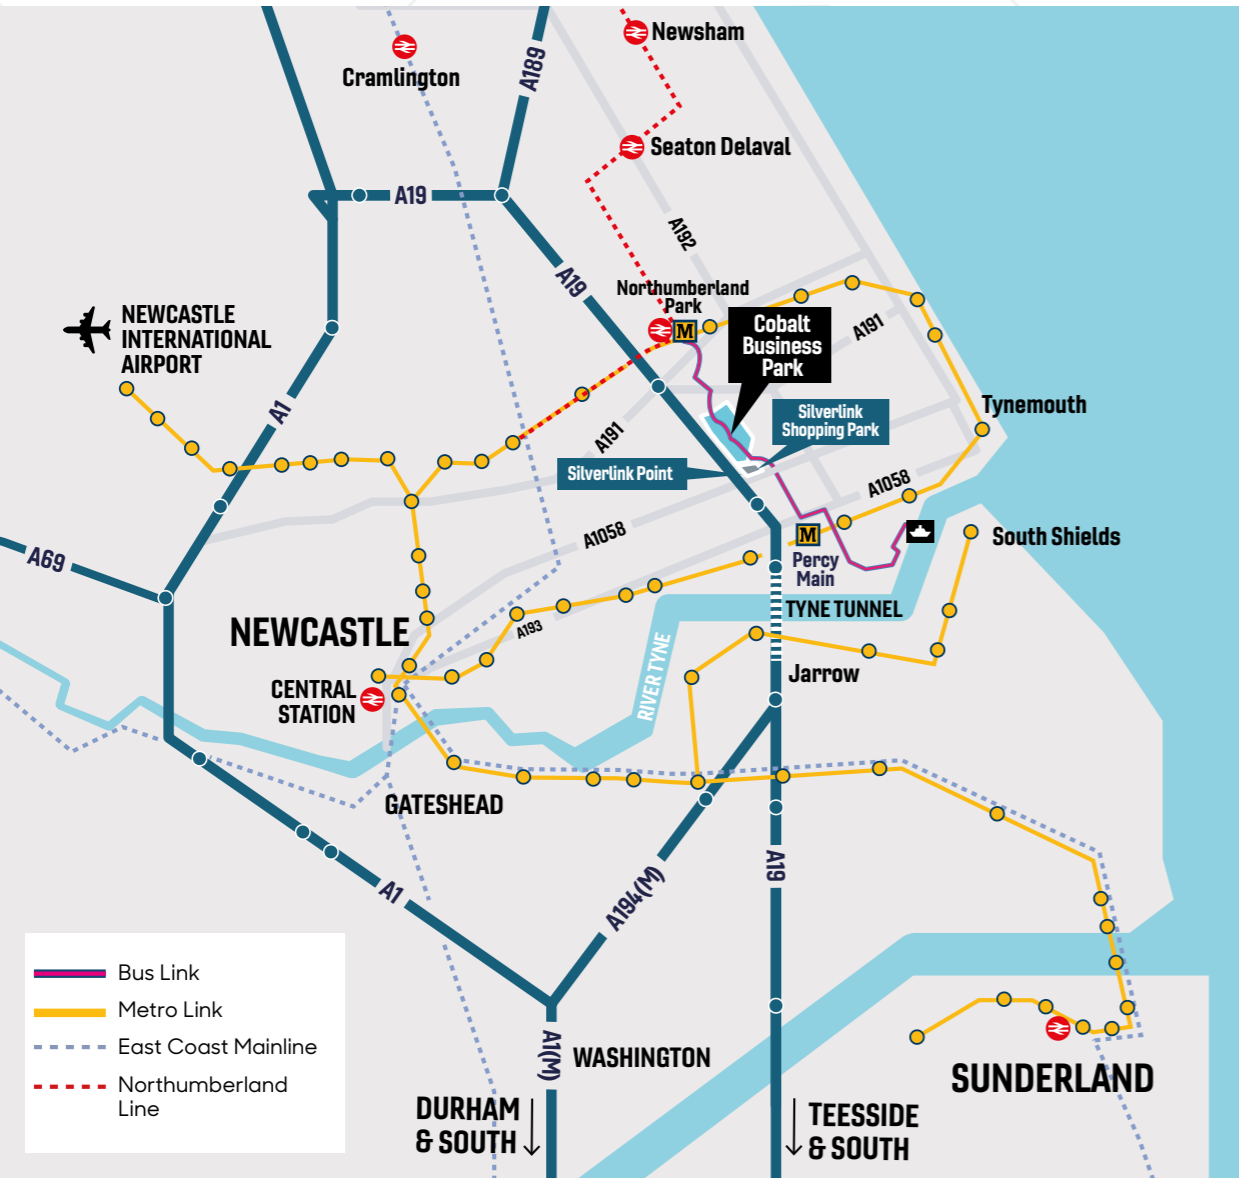 Newsham
Cramlington
A189
Seaton Delaval
A19
A192
A19
Northumberland
Park
M
NEWCASTLE
INTERNATIONAL
AIRPORT
Cobalt
Business
Park
A191
A1
Tynemouth
Silverlink
Shopping Park
A191
Silverlink Point
A1058
A1058
M
South Shields
A69
Percy
Main
TYNE TUNNEL
NEWCASTLE
A193
RIVER TYNE
Jarrow
CENTRAL
STATION
GATESHEAD
A1
A194(M)
A19
Bus Link
Metro Link
East Coast Mainline
Northumberland
Line
A1(M)
WASHINGTON
SUNDERLAND
DURHAM
& SOUTH
TEESSIDE
& SOUTH